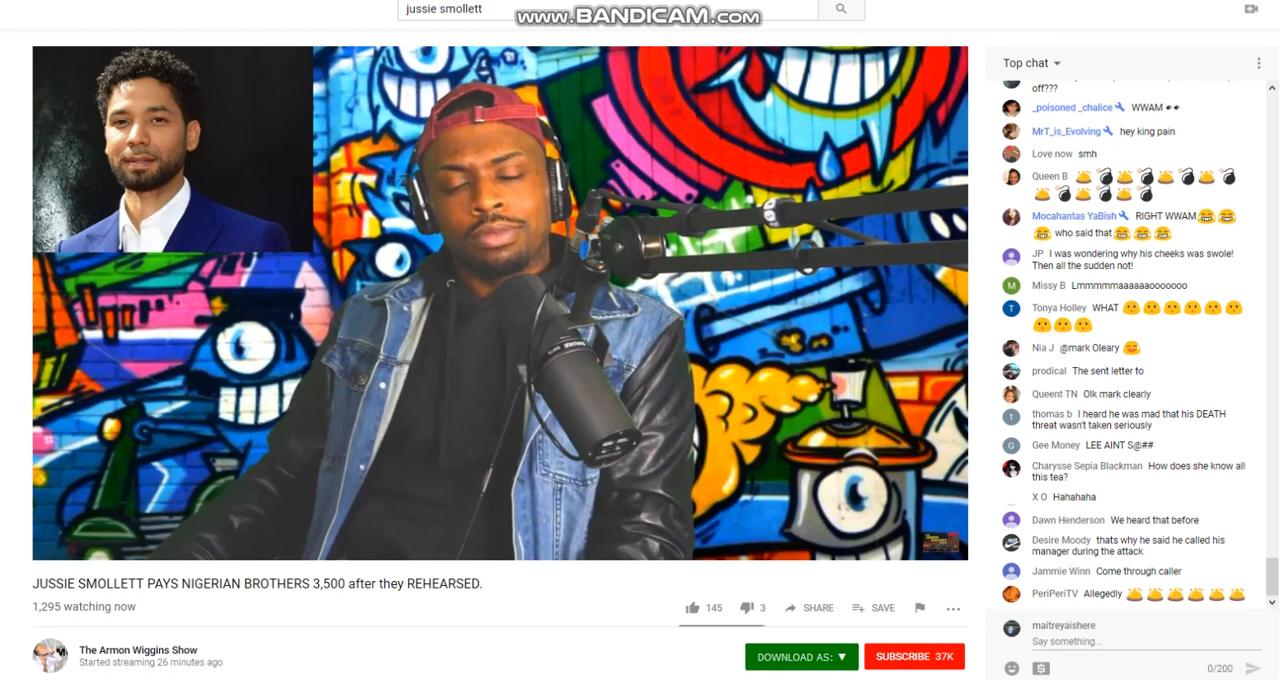 jussie smollett
www.BANDICAM.com
Top chat
off???
_poisoned _chalice WWAM 👀
MrT_is_Evolving hey king pain
Love now smh
Queen B 🛎💣🛎💣🛎💣🛎💣
🛎💣🛎💣🛎💣
Mocahantas YaBish RIGHT WWAM😂😂
😂 who said that😂😂😂
JP I was wondering why his cheeks was swole!
Then all the sudden not!
Missy B Lmmmmmaaaaaaooooooo
Tonya Holley WHAT 😶😶😶😶😶😶
😶😶😶
Nia J @mark Oleary 😅
prodical The sent letter to
Queent TN Olk mark clearly
thomas b I heard he was mad that his DEATH
threat wasn't taken seriously
Gee Money LEE AINT S@##
Charysse Sepia Blackman How does she know all
this tea?
X O Hahahaha
Dawn Henderson We heard that before
Desire Moody thats why he said he called his
manager during the attack
Jammie Winn Come through caller
PeriPeriTV Allegedly 🛎🛎🛎🛎🛎🛎
maitreyaishere
Say something...
0/200
JUSSIE SMOLLETT PAYS NIGERIAN BROTHERS 3,500 after they REHEARSED.
1,295 watching now
145 3 SHARE SAVE
The Armon Wiggins Show
Started streaming 26 minutes ago
DOWNLOAD AS: ▼ SUBSCRIBE 37K